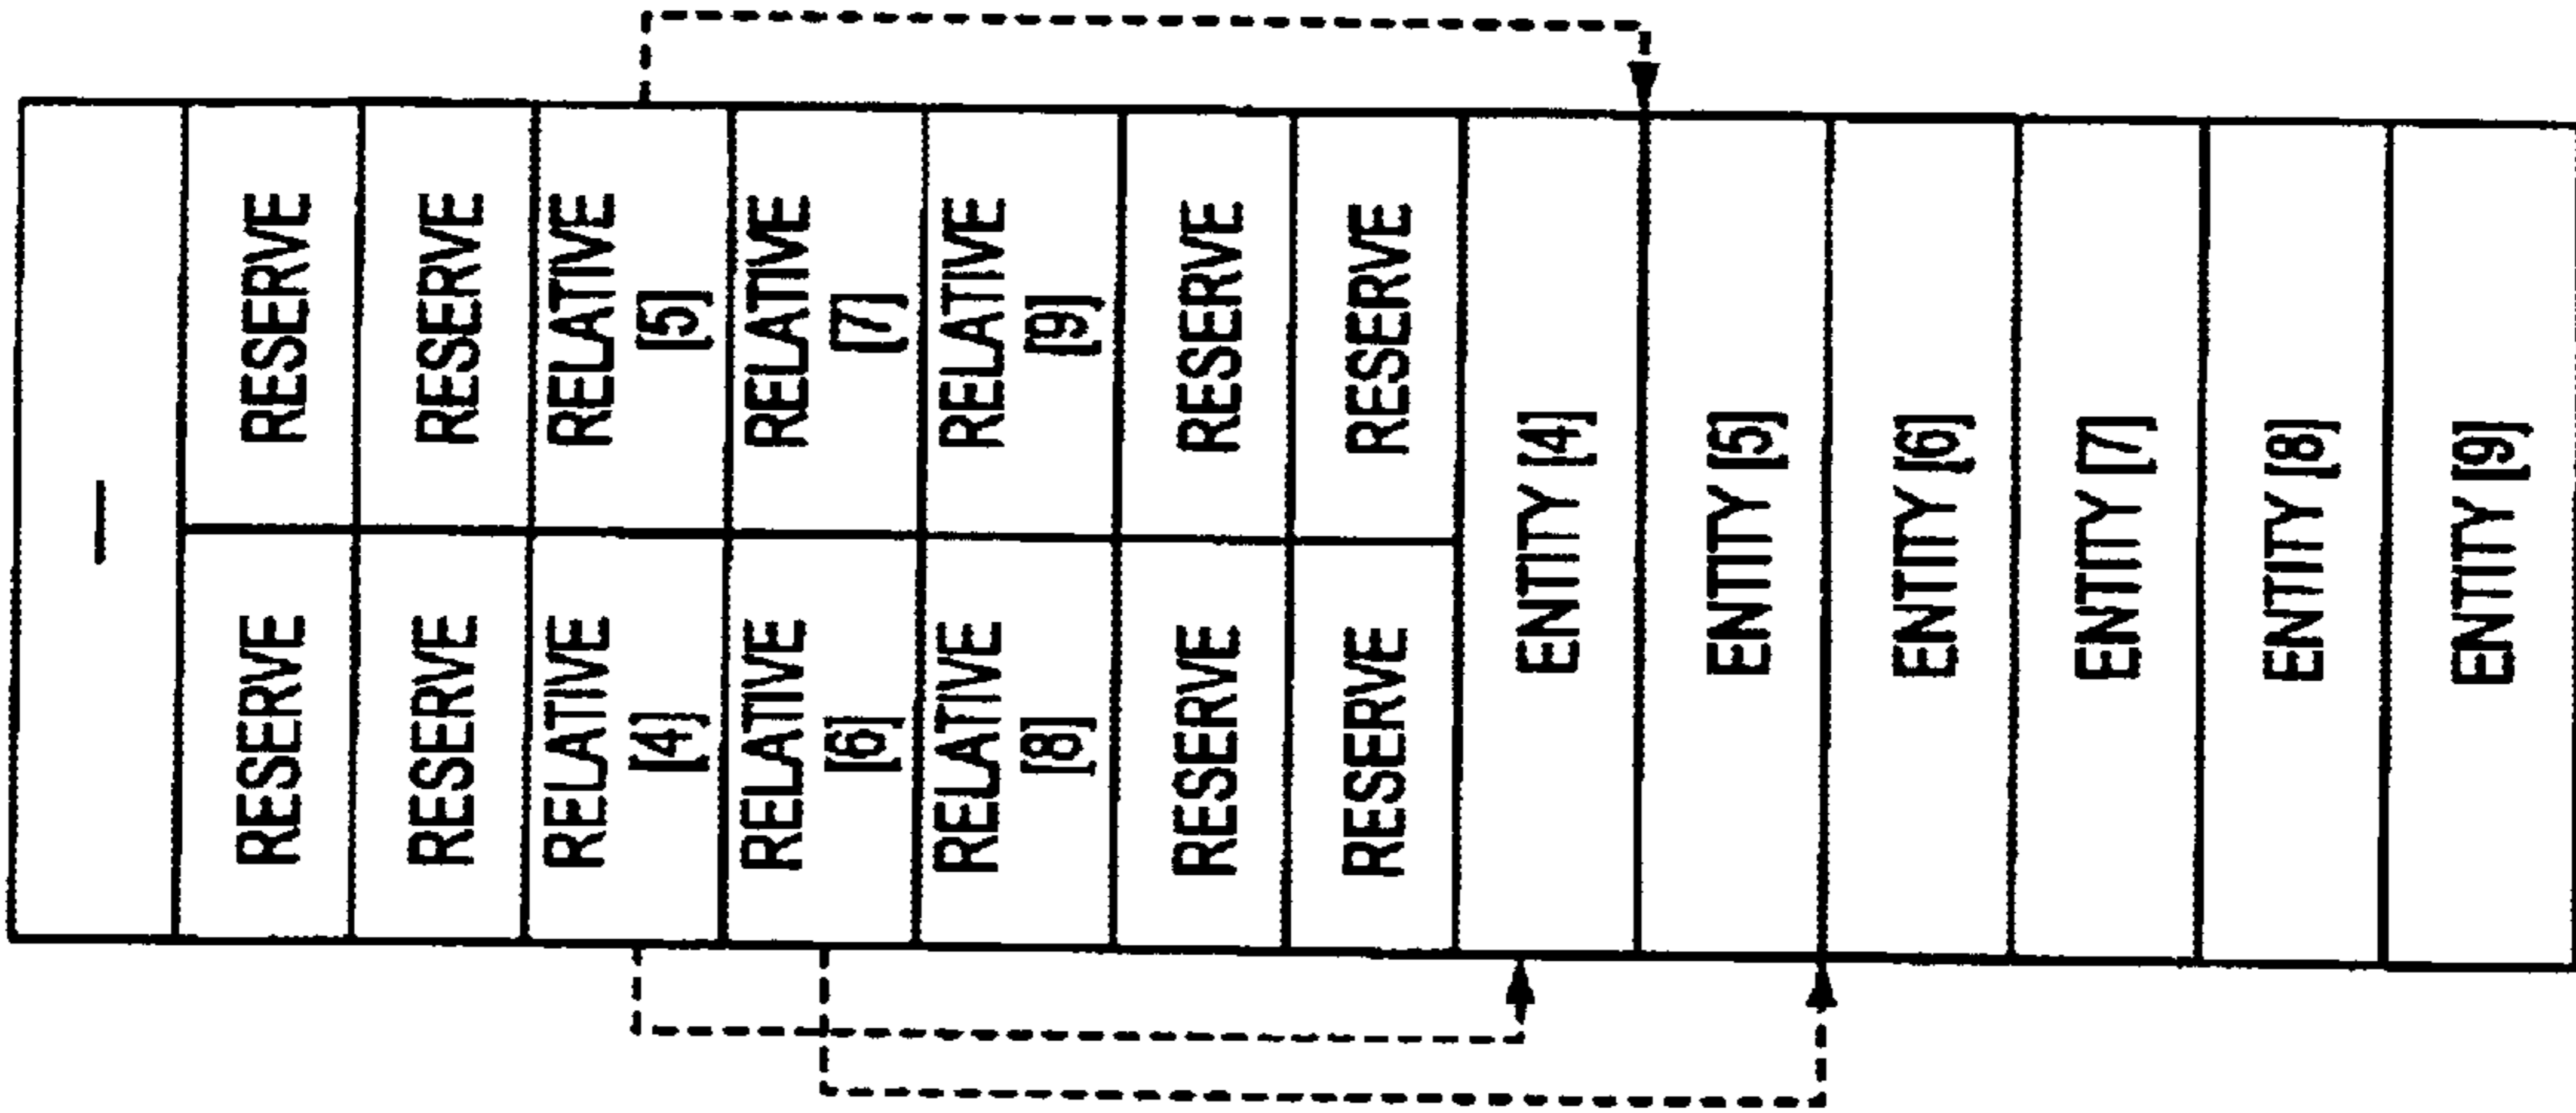 —
RESERVE
RESERVE
RESERVE
RESERVE
RELATIVE
[4]
RELATIVE
[5]
RELATIVE
[6]
RELATIVE
[7]
RELATIVE
[8]
RELATIVE
[9]
RESERVE
RESERVE
RESERVE
RESERVE
ENTITY [4]
ENTITY [5]
ENTITY [6]
ENTITY [7]
ENTITY [8]
ENTITY [9]